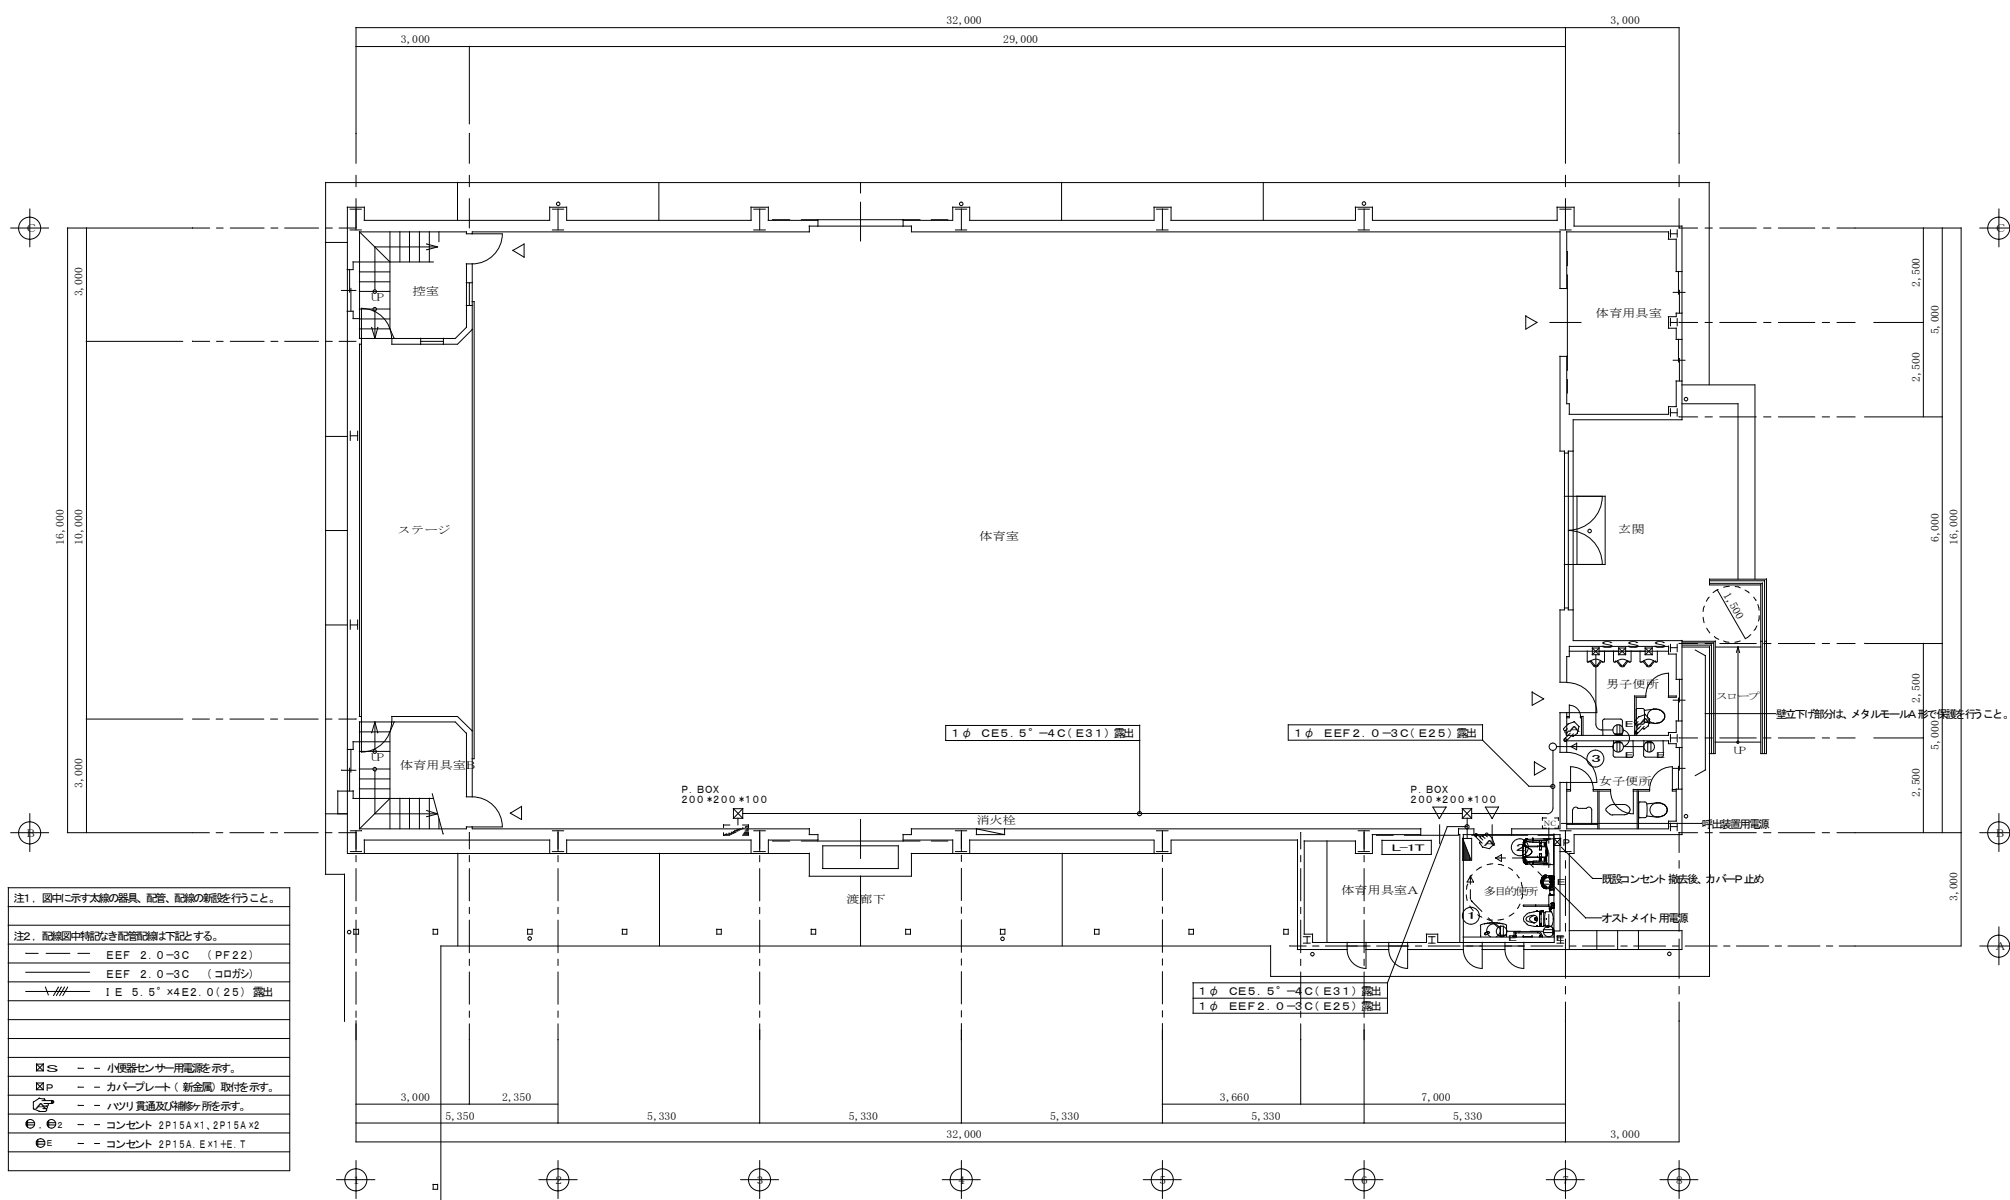 32,000
3,000
3,000
29,000
C
C
3,000
UP
控室
体育用具室
2,500
5,000
2,500
16,000
10,000
ステージ
体育室
玄関
6,000
16,000
1,500
S S S
男子便所
スロープ
2,500
壁立下げ部分は、メタルモールA形で保護を行うこと。
1φ CE5.5°-4C(E31) 露出
1φ EEF2.0-3C(E25) 露出
E
UP
5,000
UP
体育用具室B
3
女子便所
2,500
3,000
P.BOX
200*200*100
P.BOX
200*200*100
消火栓
NC
呼出装置用電源
B
B
L-1T
2
P
既設コンセント撤去後、カバーP止め
渡廊下
体育用具室A
多目的便所
E
オストメイト用電源
1
3,000
E
A
注1. 図中に示す太線の器具、配管、配線の新設を行うこと。
注2. 配線図中特記なき配管配線は下記とする。
EEF 2.0-3C (PF22)
EEF 2.0-3C (コロガシ)
IE 5.5°×4E2.0(25) 露出
1φ CE5.5°-4C(E31) 露出
1φ EEF2.0-3C(E25) 露出
S -- 小便器センサー用電源を示す。
P -- カバープレート(新金属)取付を示す。
-- ハツリ貫通及び補修ヶ所を示す。
. 2 -- コンセント 2P15A×1、2P15A×2
E -- コンセント 2P15A.E×1+E.T
3,000
2,350
3,660
7,000
5,350
5,330
5,330
5,330
5,330
5,330
32,000
3,000
1
2
3
4
5
6
7
8